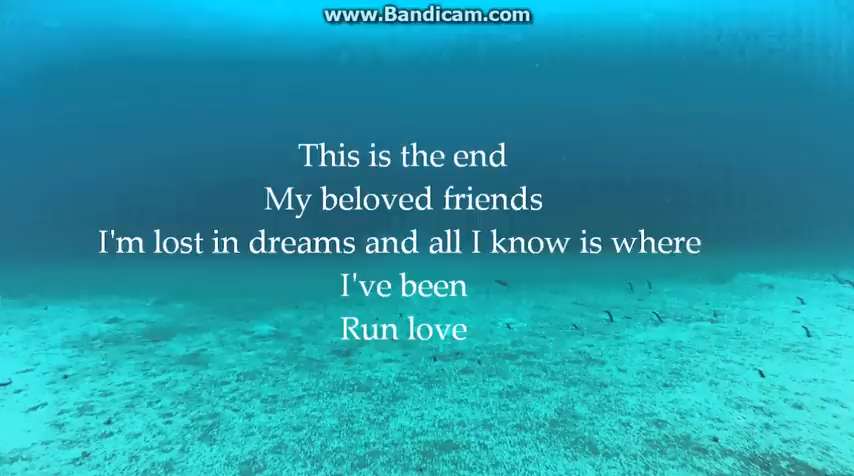 www.Bandicam.com
This is the end
My beloved friends
I'm lost in dreams and all I know is where
I've been
Run love